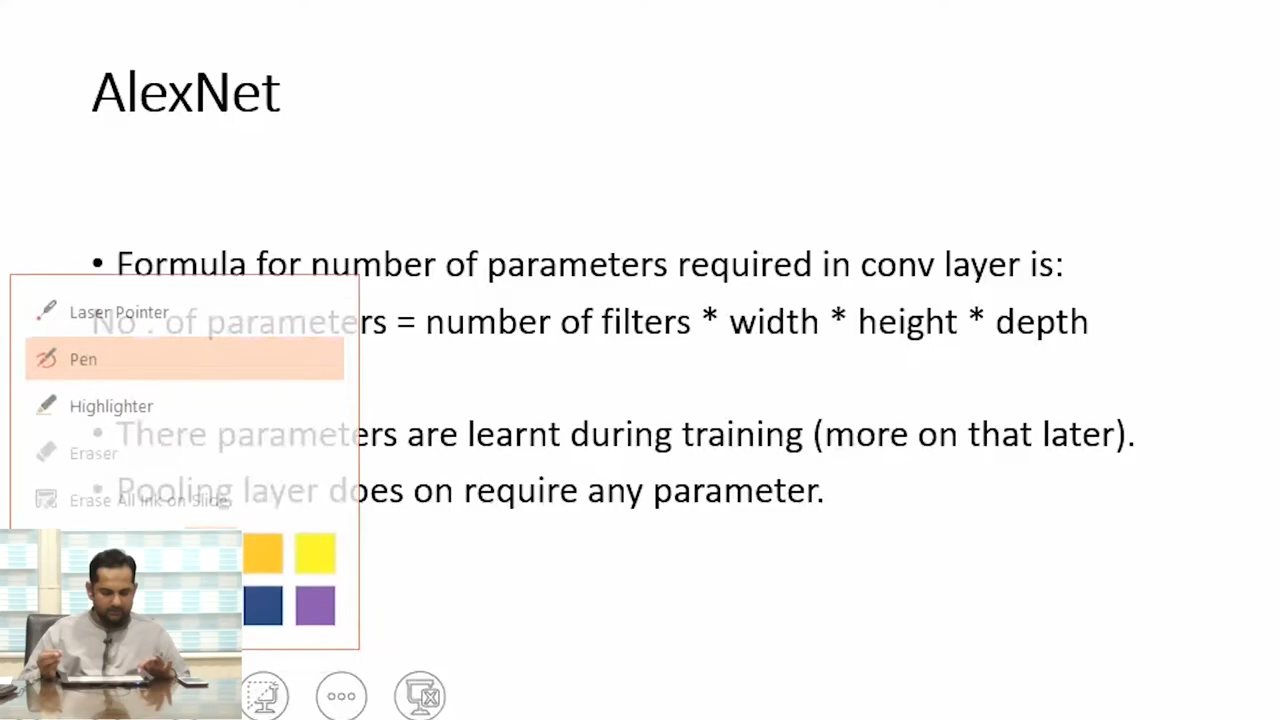 AlexNet
• Formula for number of parameters required in conv layer is:
No . of parameters = number of filters * width * height * depth
• There parameters are learnt during training (more on that later).
• Pooling layer does on require any parameter.
Laser Pointer
Pen
Highlighter
Eraser
Erase All Ink on Slide